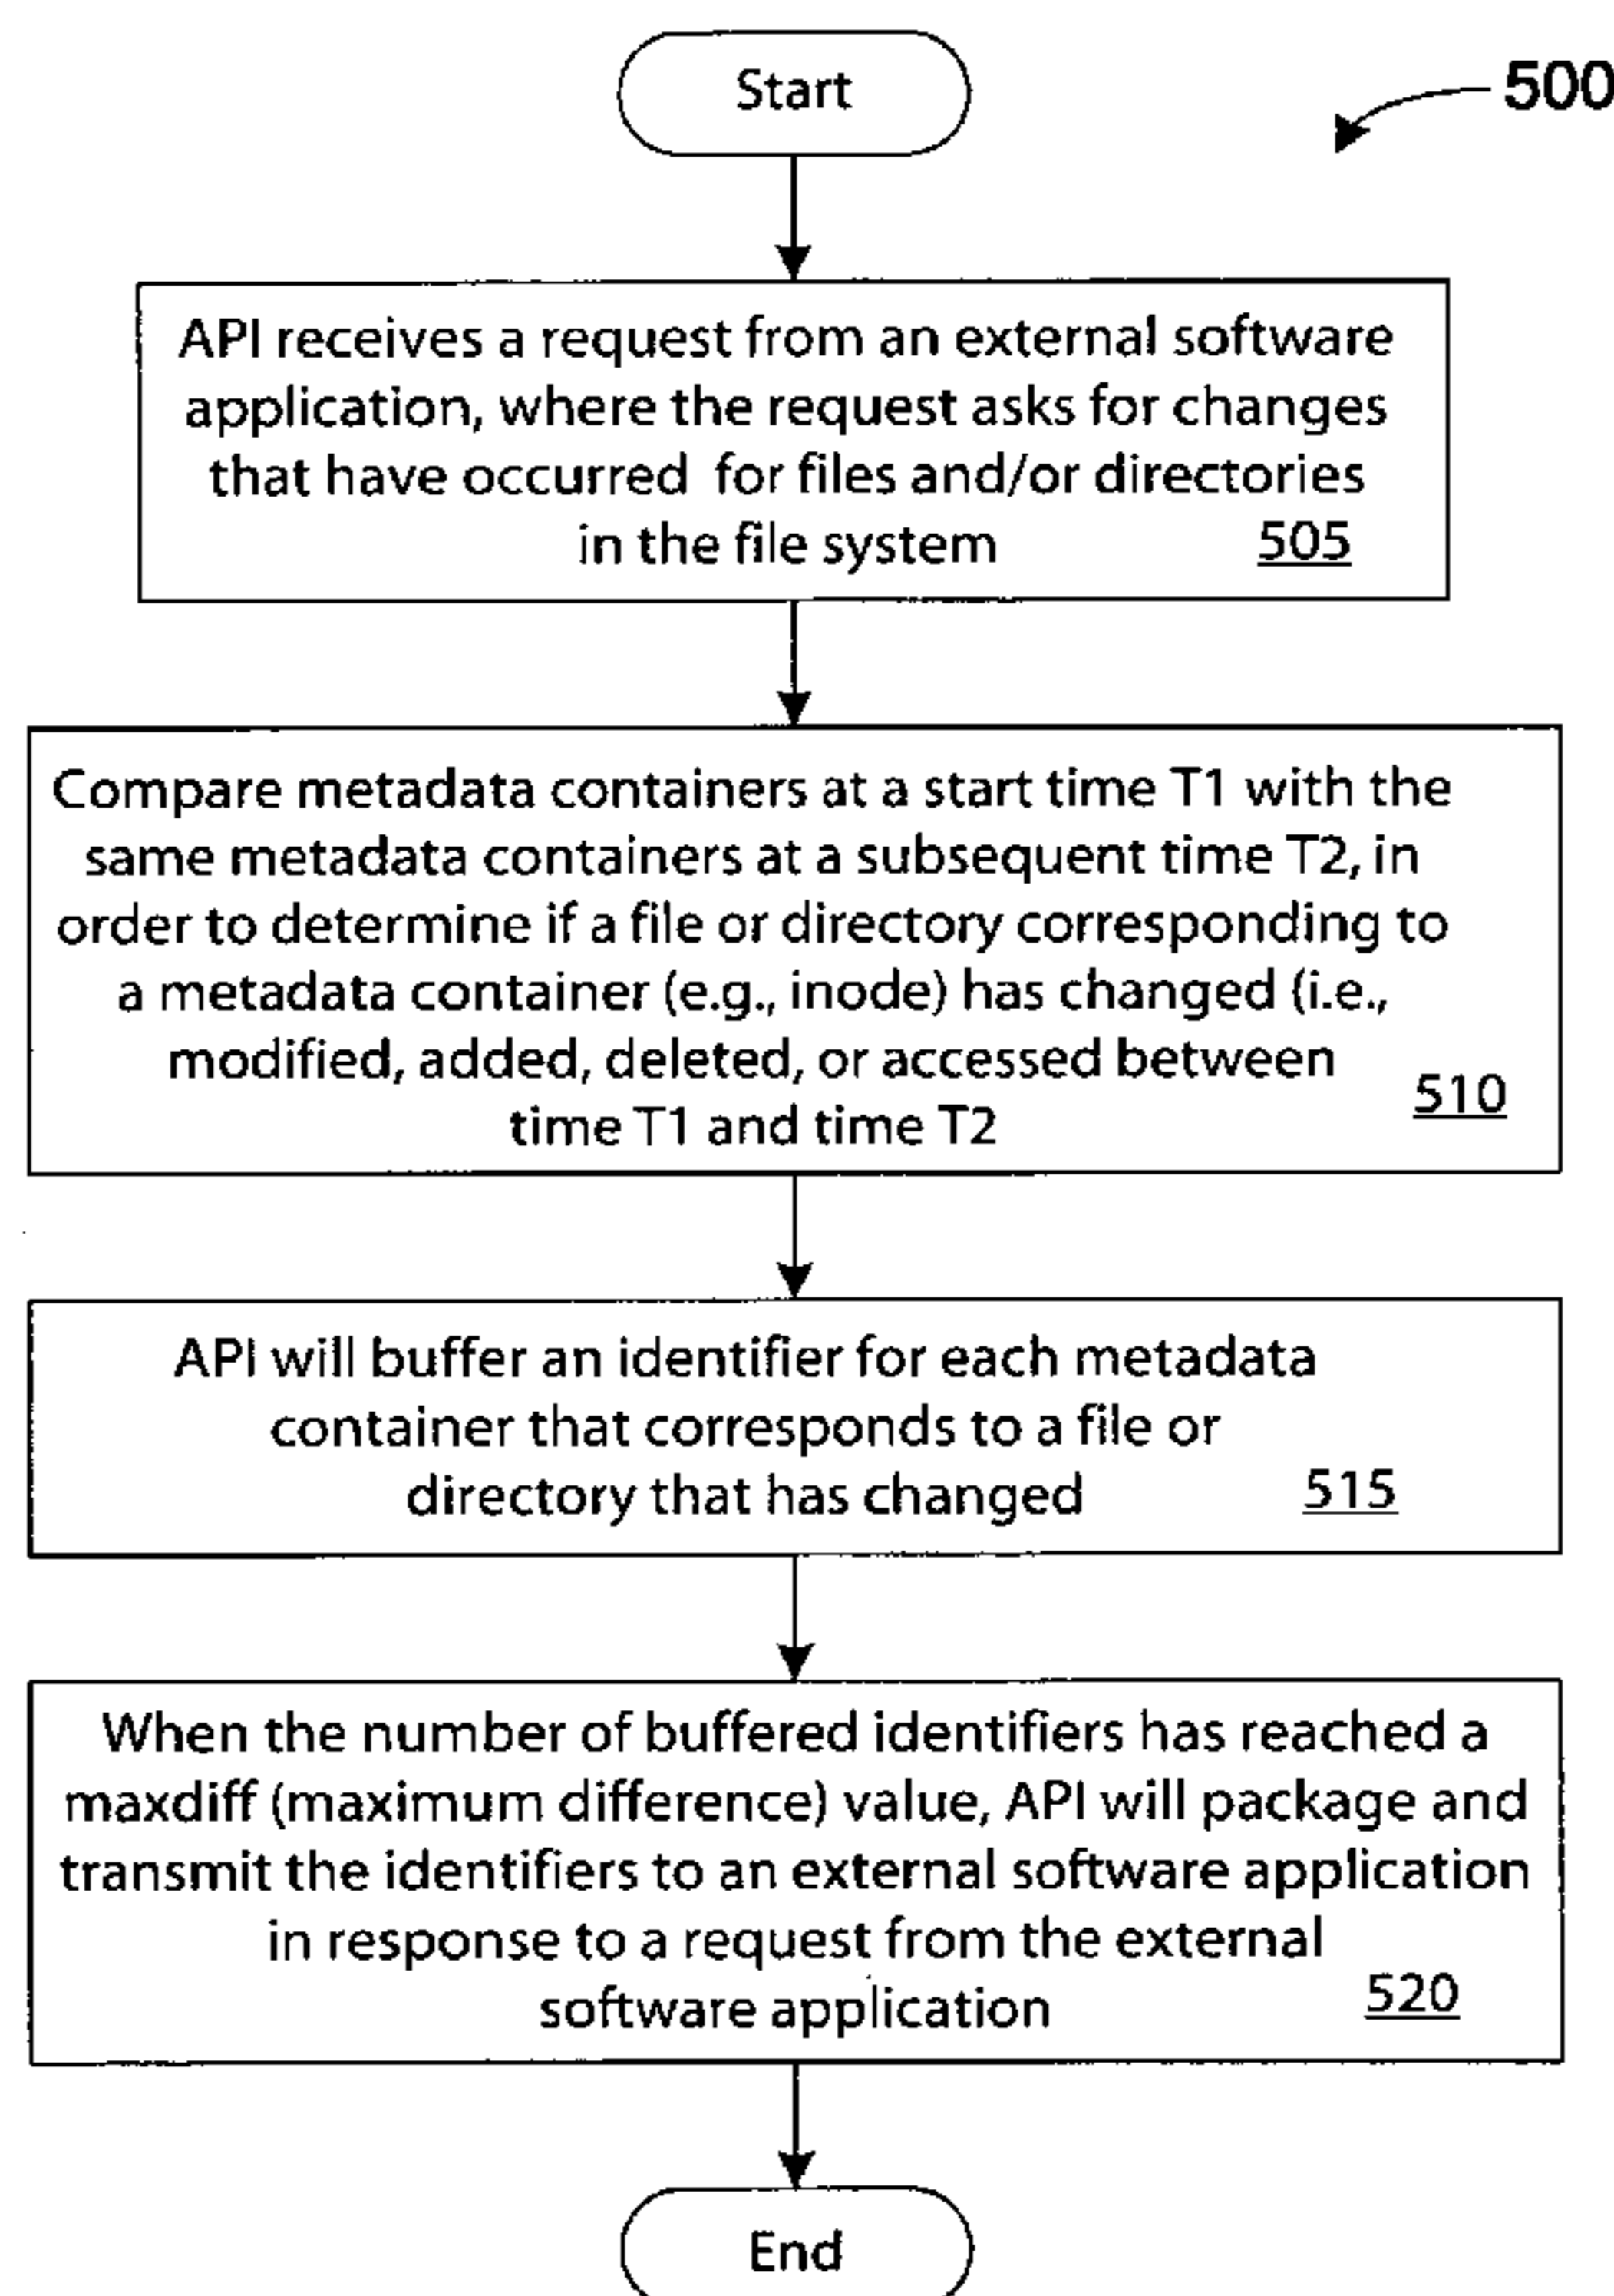 Start
500
API receives a request from an external software
application, where the request asks for changes
that have occurred for files and/or directories
in the file system 505
Compare metadata containers at a start time T1 with the
same metadata containers at a subsequent time T2, in
order to determine if a file or directory corresponding to
a metadata container (e.g., inode) has changed (i.e.,
modified, added, deleted, or accessed between
time T1 and time T2 510
API will buffer an identifier for each metadata
container that corresponds to a file or
directory that has changed 515
When the number of buffered identifiers has reached a
maxdiff (maximum difference) value, API will package and
transmit the identifiers to an external software application
in response to a request from the external
software application 520
End